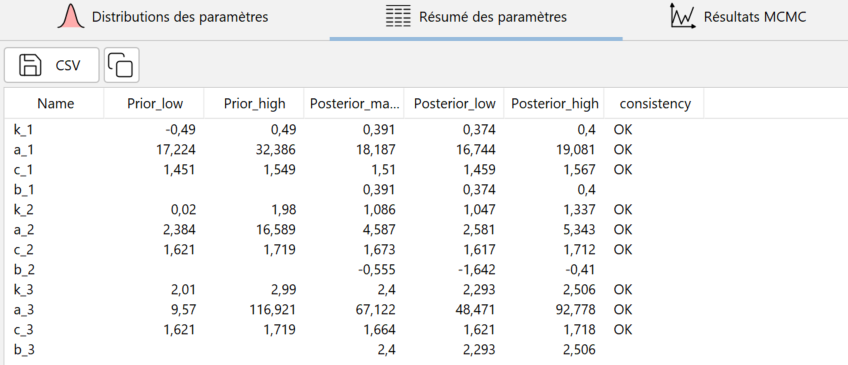 Distributions des paramètres Résumé des paramètres Résultats MCMC
CSV
Name Prior_low Prior_high Posterior_ma... Posterior_low Posterior_high consistency
k_1 -0,49 0,49 0,391 0,374 0,4 OK
a_1 17,224 32,386 18,187 16,744 19,081 OK
c_1 1,451 1,549 1,51 1,459 1,567 OK
b_1 0,391 0,374 0,4
k_2 0,02 1,98 1,086 1,047 1,337 OK
a_2 2,384 16,589 4,587 2,581 5,343 OK
c_2 1,621 1,719 1,673 1,617 1,712 OK
b_2 -0,555 -1,642 -0,41
k_3 2,01 2,99 2,4 2,293 2,506 OK
a_3 9,57 116,921 67,122 48,471 92,778 OK
c_3 1,621 1,719 1,664 1,621 1,718 OK
b_3 2,4 2,293 2,506